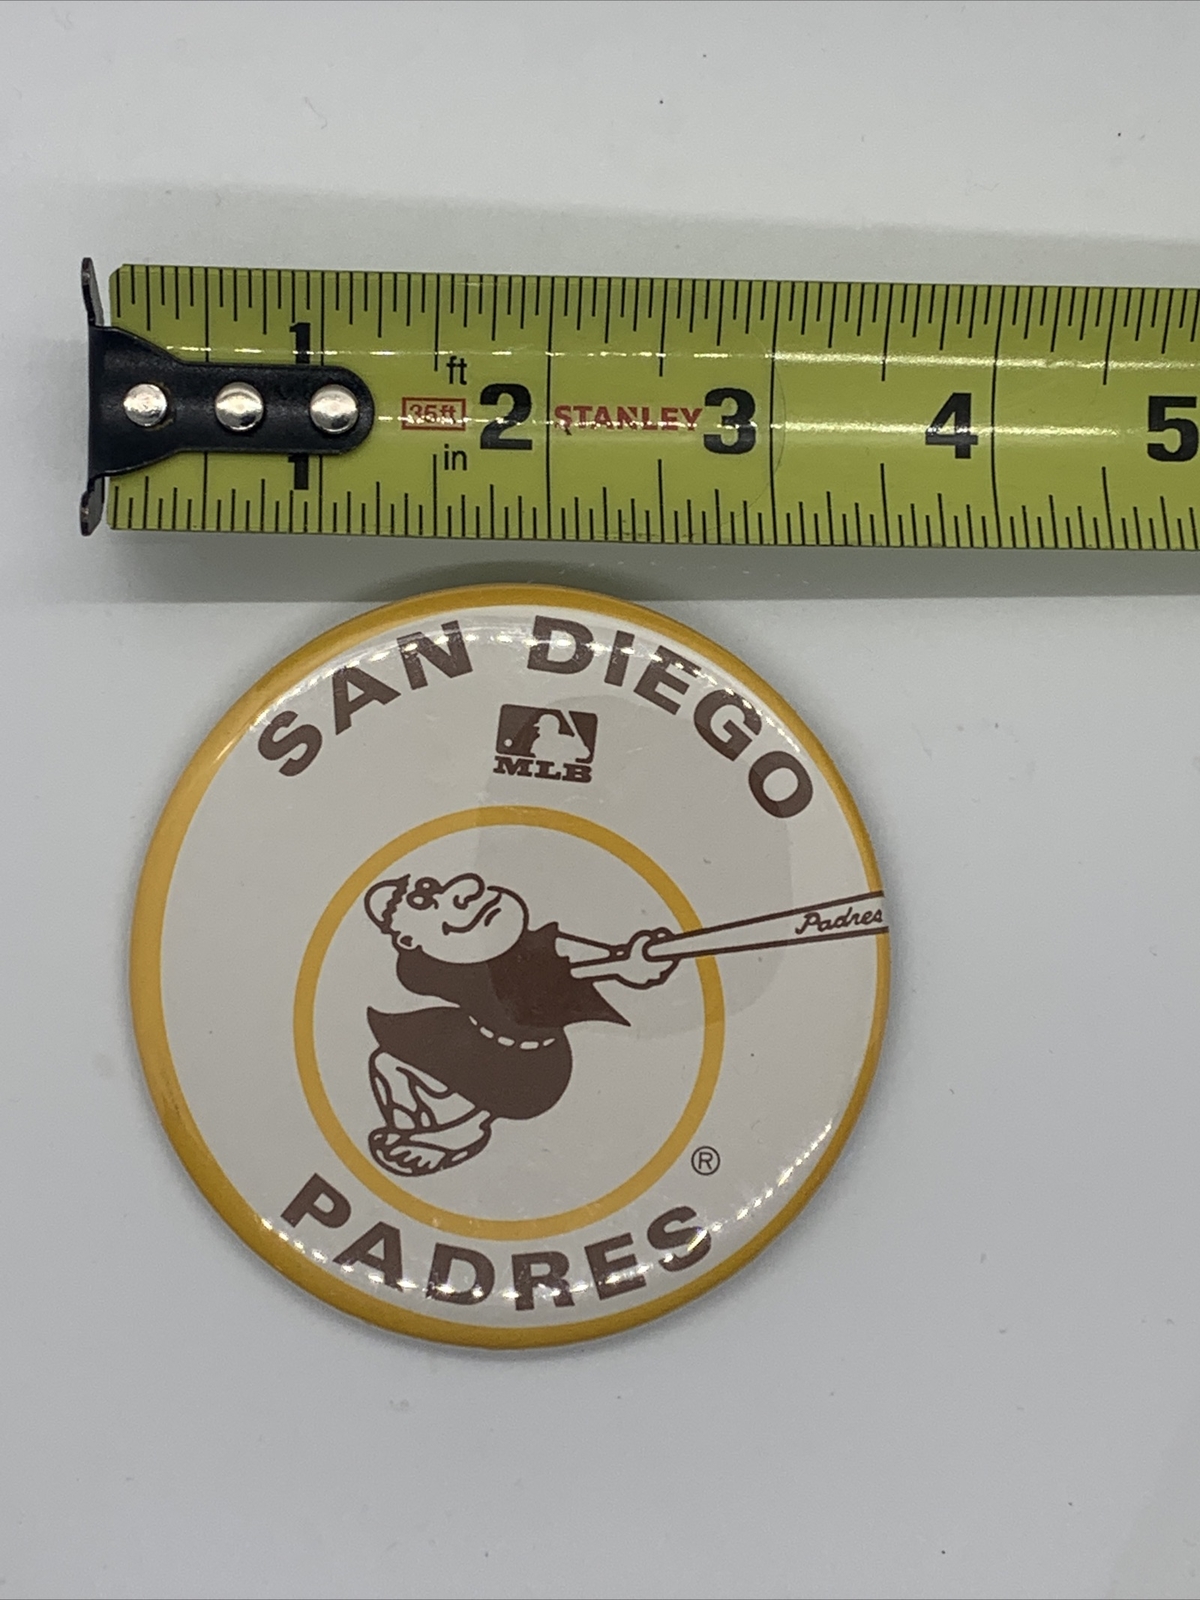 1
ft
35ft 2 STANLEY 3 4 5
in
1
SAN DIEGO
MLB
Padres
®
PADRES